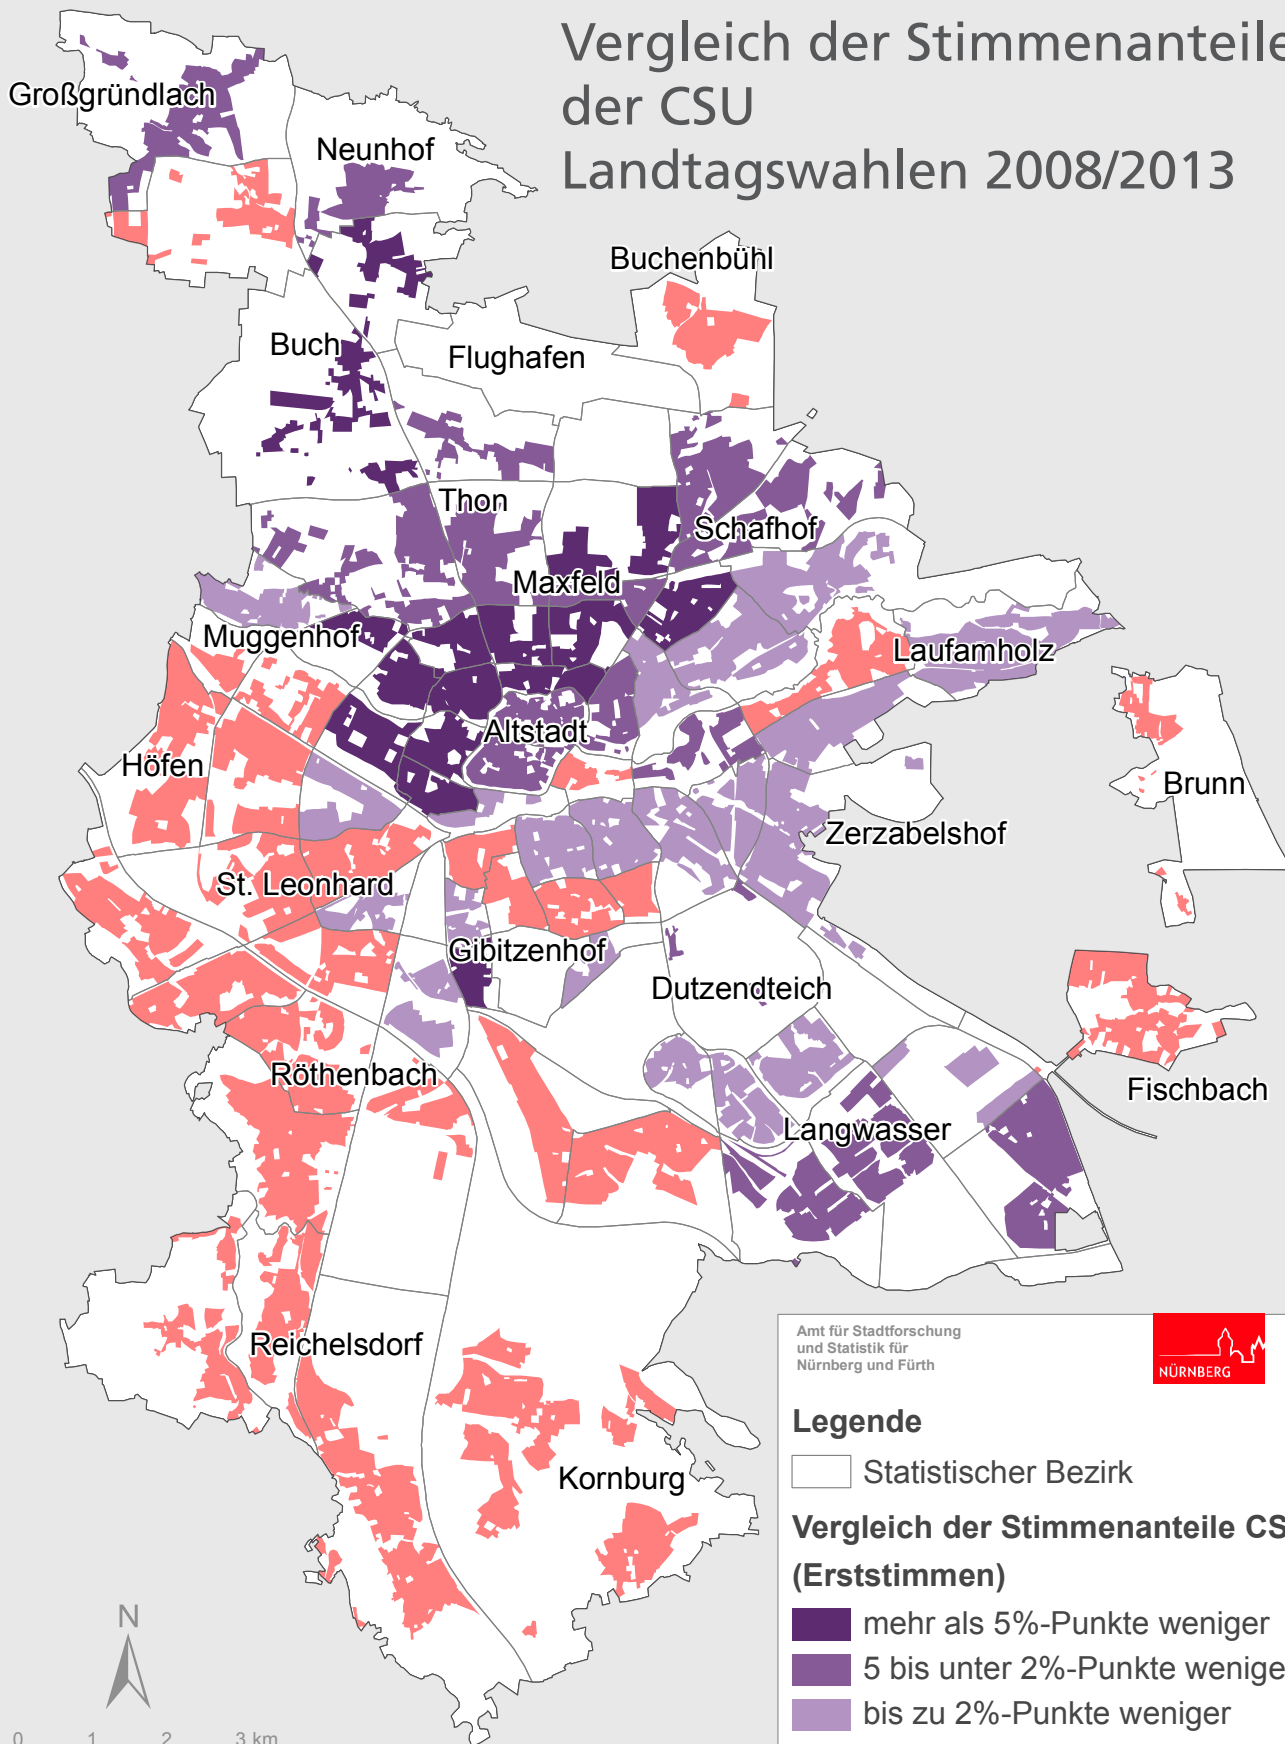 Vergleich der Stimmenanteile
der CSU
Landtagswahlen 2008/2013
Großgründlach
Neunhof
Buchenbühl
Buch
Flughafen
Thon
Schafhof
Maxfeld
Muggenhof
Laufamholz
Altstadt
Höfen
Brunn
Zerzabelshof
St. Leonhard
Gibitzenhof
Dutzendteich
Röthenbach
Fischbach
Langwasser
Reichelsdorf
Kornburg
Amt für Stadtforschung
und Statistik für
Nürnberg und Fürth
NÜRNBERG
Legende
Statistischer Bezirk
Vergleich der Stimmenanteile CS
(Erststimmen)
mehr als 5%-Punkte weniger
5 bis unter 2%-Punkte wenige
bis zu 2%-Punkte weniger
N
0 1 2 3 km